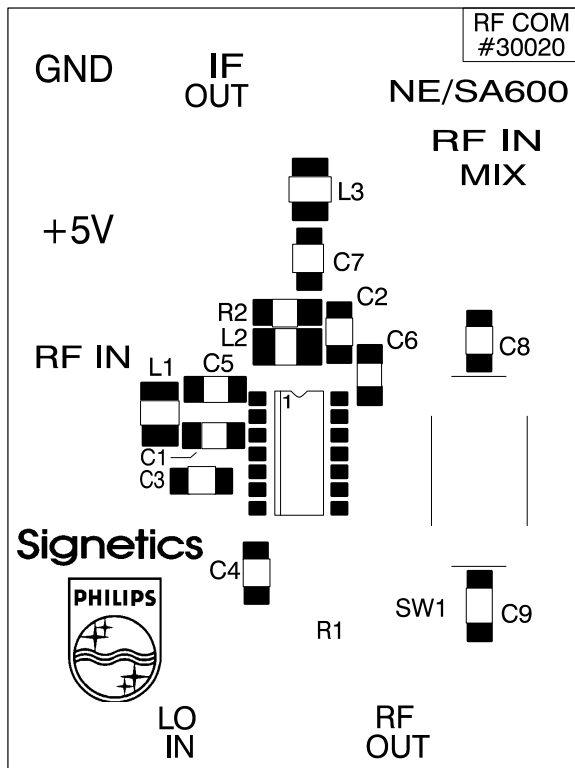 RF COM
#30020
GND
IF
OUT
NE/SA600
RF IN
MIX
L3
+5V
C7
R2
C2
L2
C6
C8
RF IN
L1
C5
1
C1
C3
Signetics
C4
PHILIPS
SW1
C9
R1
LO
IN
RF
OUT